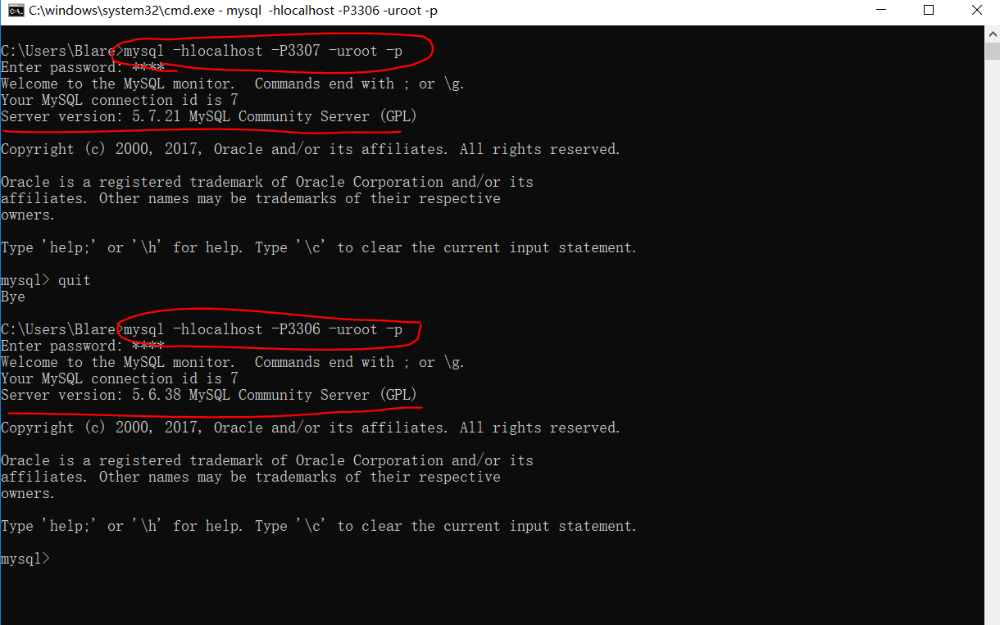 C:\windows\system32\cmd.exe - mysql  -hlocalhost -P3306 -uroot -p
C:\Users\Blare>mysql -hlocalhost -P3307 -uroot -p
Enter password: ****
Welcome to the MySQL monitor.  Commands end with ; or \g.
Your MySQL connection id is 7
Server version: 5.7.21 MySQL Community Server (GPL)
Copyright (c) 2000, 2017, Oracle and/or its affiliates. All rights reserved.
Oracle is a registered trademark of Oracle Corporation and/or its
affiliates. Other names may be trademarks of their respective
owners.
Type 'help;' or '\h' for help. Type '\c' to clear the current input statement.
mysql> quit
Bye
C:\Users\Blare>mysql -hlocalhost -P3306 -uroot -p
Enter password: ****
Welcome to the MySQL monitor.  Commands end with ; or \g.
Your MySQL connection id is 7
Server version: 5.6.38 MySQL Community Server (GPL)
Copyright (c) 2000, 2017, Oracle and/or its affiliates. All rights reserved.
Oracle is a registered trademark of Oracle Corporation and/or its
affiliates. Other names may be trademarks of their respective
owners.
Type 'help;' or '\h' for help. Type '\c' to clear the current input statement.
mysql>